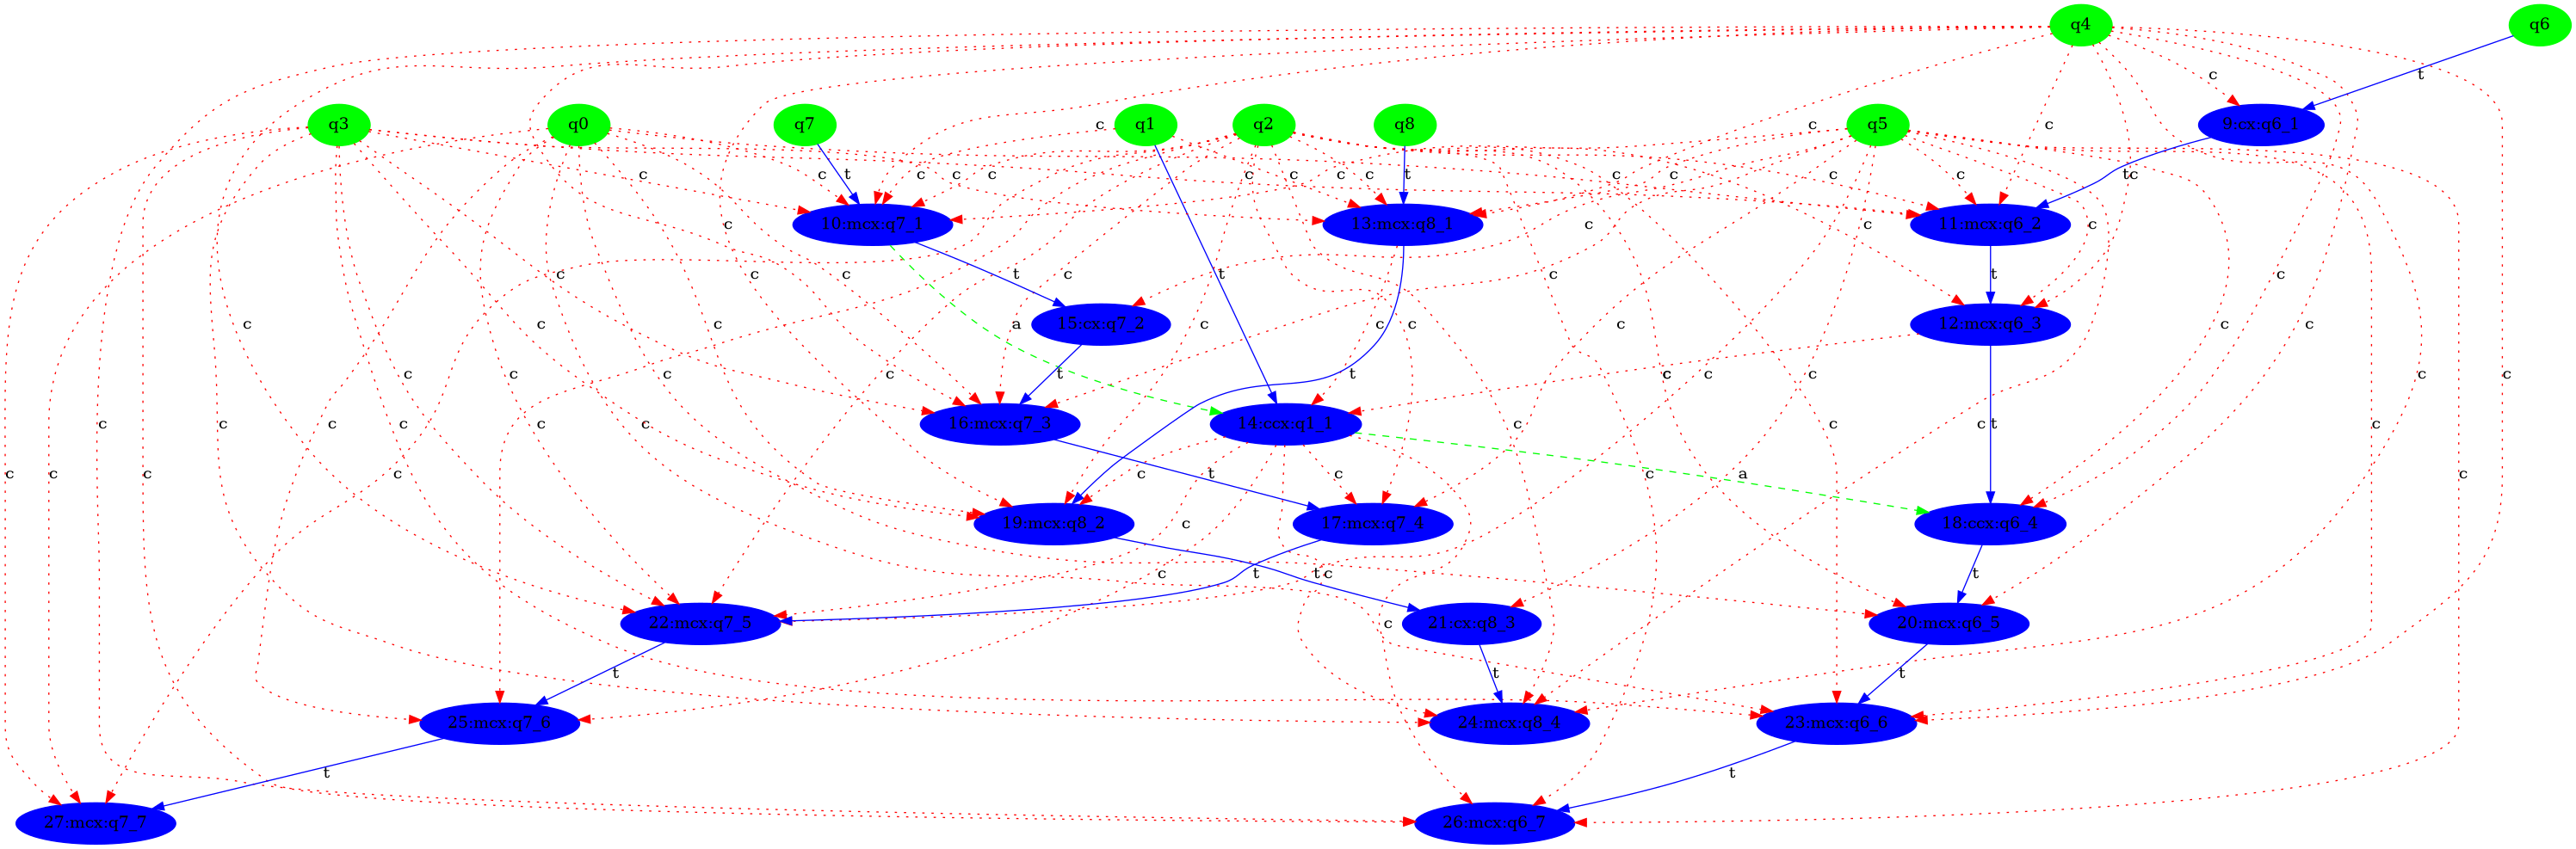 q4 q6
c t
q3 q0 q7 q1 q2 q8 q5 9:cx:q6_1
c c c
c t c c c c c c t c c c c t
10:mcx:q7_1 13:mcx:q8_1 11:mcx:q6_2
c c c c c
c c t a c c t c
15:cx:q7_2 12:mcx:q6_3
c c c c c c c c t t c c c
16:mcx:q7_3 14:ccx:q1_1
c c c c c c c c t t c c c
c c c c c t c a c c
19:mcx:q8_2 17:mcx:q7_4 18:ccx:q6_4
c c t t c t
22:mcx:q7_5 21:cx:q8_3 20:mcx:q6_5
t c t t
25:mcx:q7_6 24:mcx:q8_4 23:mcx:q6_6
t t
27:mcx:q7_7 26:mcx:q6_7